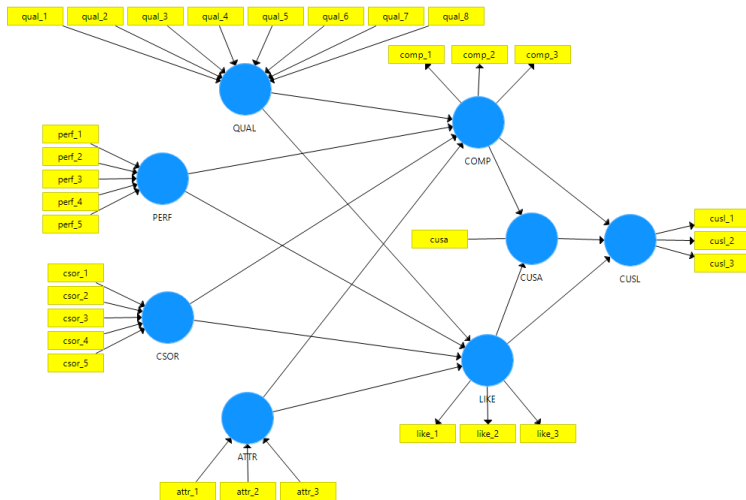 qual_1
qual_2
qual_3
qual_4
qual_5
qual_6
qual_7
qual_8
QUAL
comp_1
comp_2
comp_3
COMP
perf_1
perf_2
perf_3
perf_4
perf_5
PERF
cusa
CUSA
cusl_1
cusl_2
cusl_3
CUSL
csor_1
csor_2
csor_3
csor_4
csor_5
CSOR
LIKE
like_1
like_2
like_3
ATTR
attr_1
attr_2
attr_3